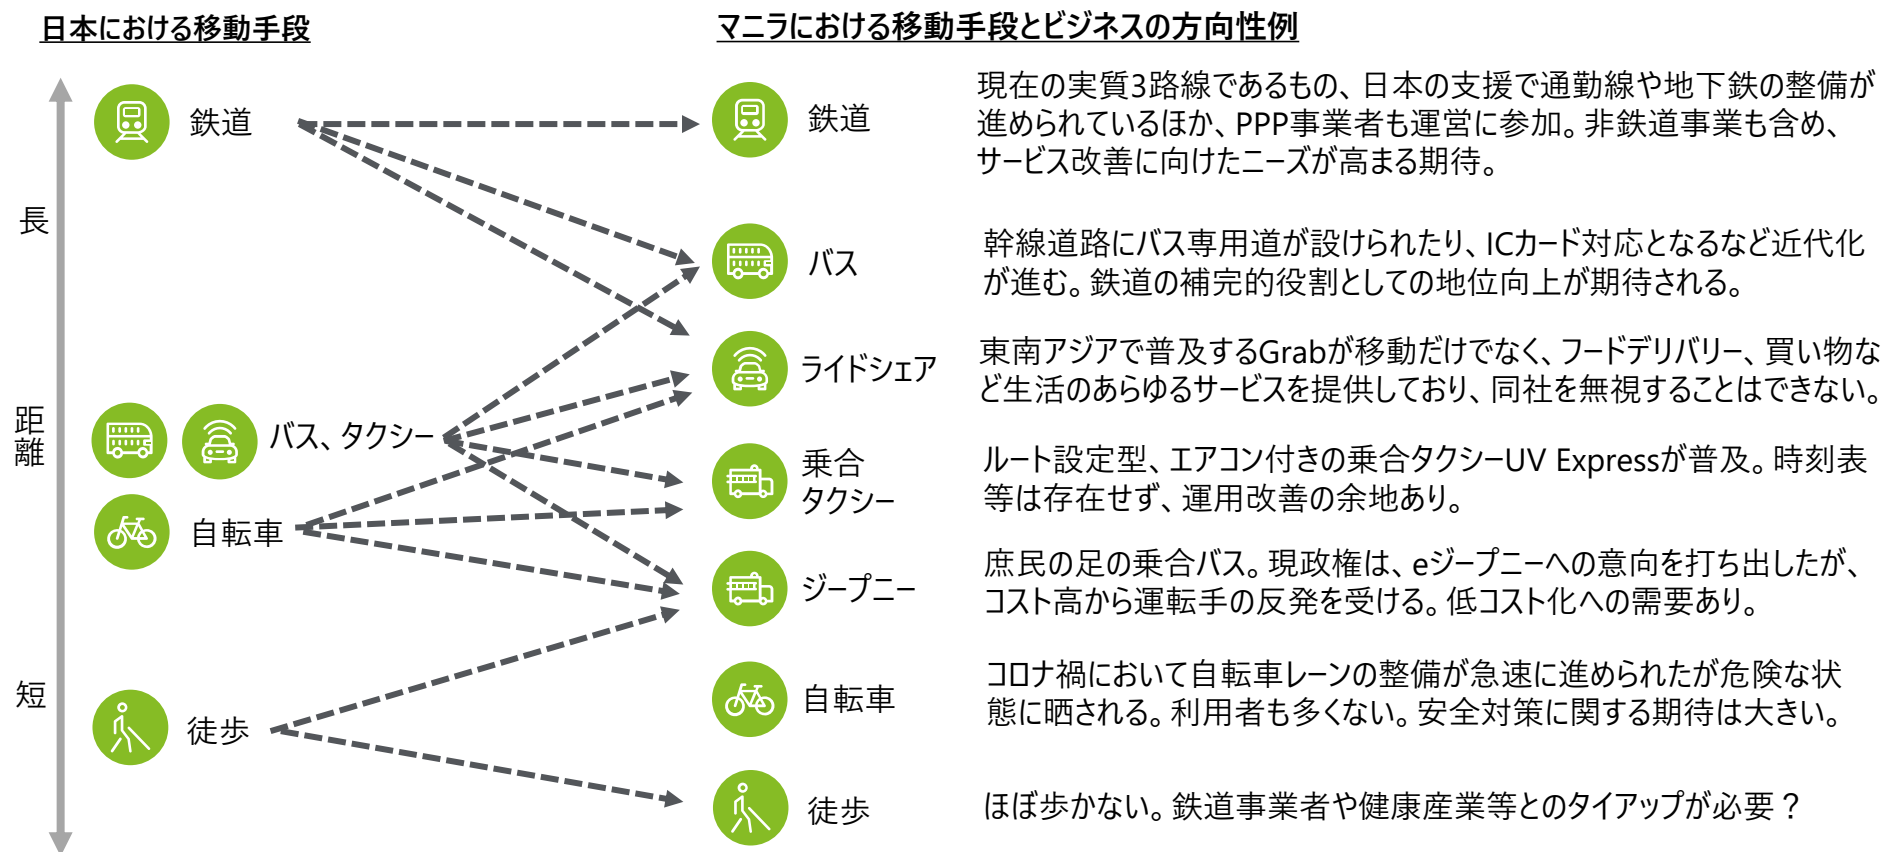 日本における移動手段
マニラにおける移動手段とビジネスの方向性例
長
距離
短
鉄道
バス、タクシー
自転車
徒歩
鉄道
現在の実質3路線であるもの、日本の支援で通勤線や地下鉄の整備が
進められているほか、PPP事業者も運営に参加。非鉄道事業も含め、
サービス改善に向けたニーズが高まる期待。
バス
幹線道路にバス専用道が設けられたり、ICカード対応となるなど近代化
が進む。鉄道の補完的役割としての地位向上が期待される。
ライドシェア
東南アジアで普及するGrabが移動だけでなく、フードデリバリー、買い物な
ど生活のあらゆるサービスを提供しており、同社を無視することはできない。
乗合
タクシー
ルート設定型、エアコン付きの乗合タクシーUV Expressが普及。時刻表
等は存在せず、運用改善の余地あり。
ジープニー
庶民の足の乗合バス。現政権は、eジープニーへの意向を打ち出したが、
コスト高から運転手の反発を受ける。低コスト化への需要あり。
自転車
コロナ禍において自転車レーンの整備が急速に進められたが危険な状
態に晒される。利用者も多くない。安全対策に関する期待は大きい。
徒歩
ほぼ歩かない。鉄道事業者や健康産業等とのタイアップが必要？